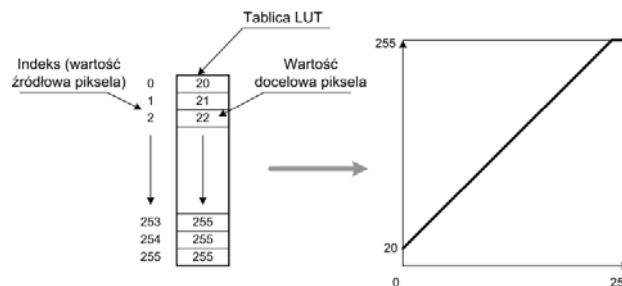 Tablica LUT
Indeks (wartość
źródłowa piksela)
Wartość
docelowa piksela
0 20
1 21
2 22
253 255
254 255
255 255
255
20
0
25